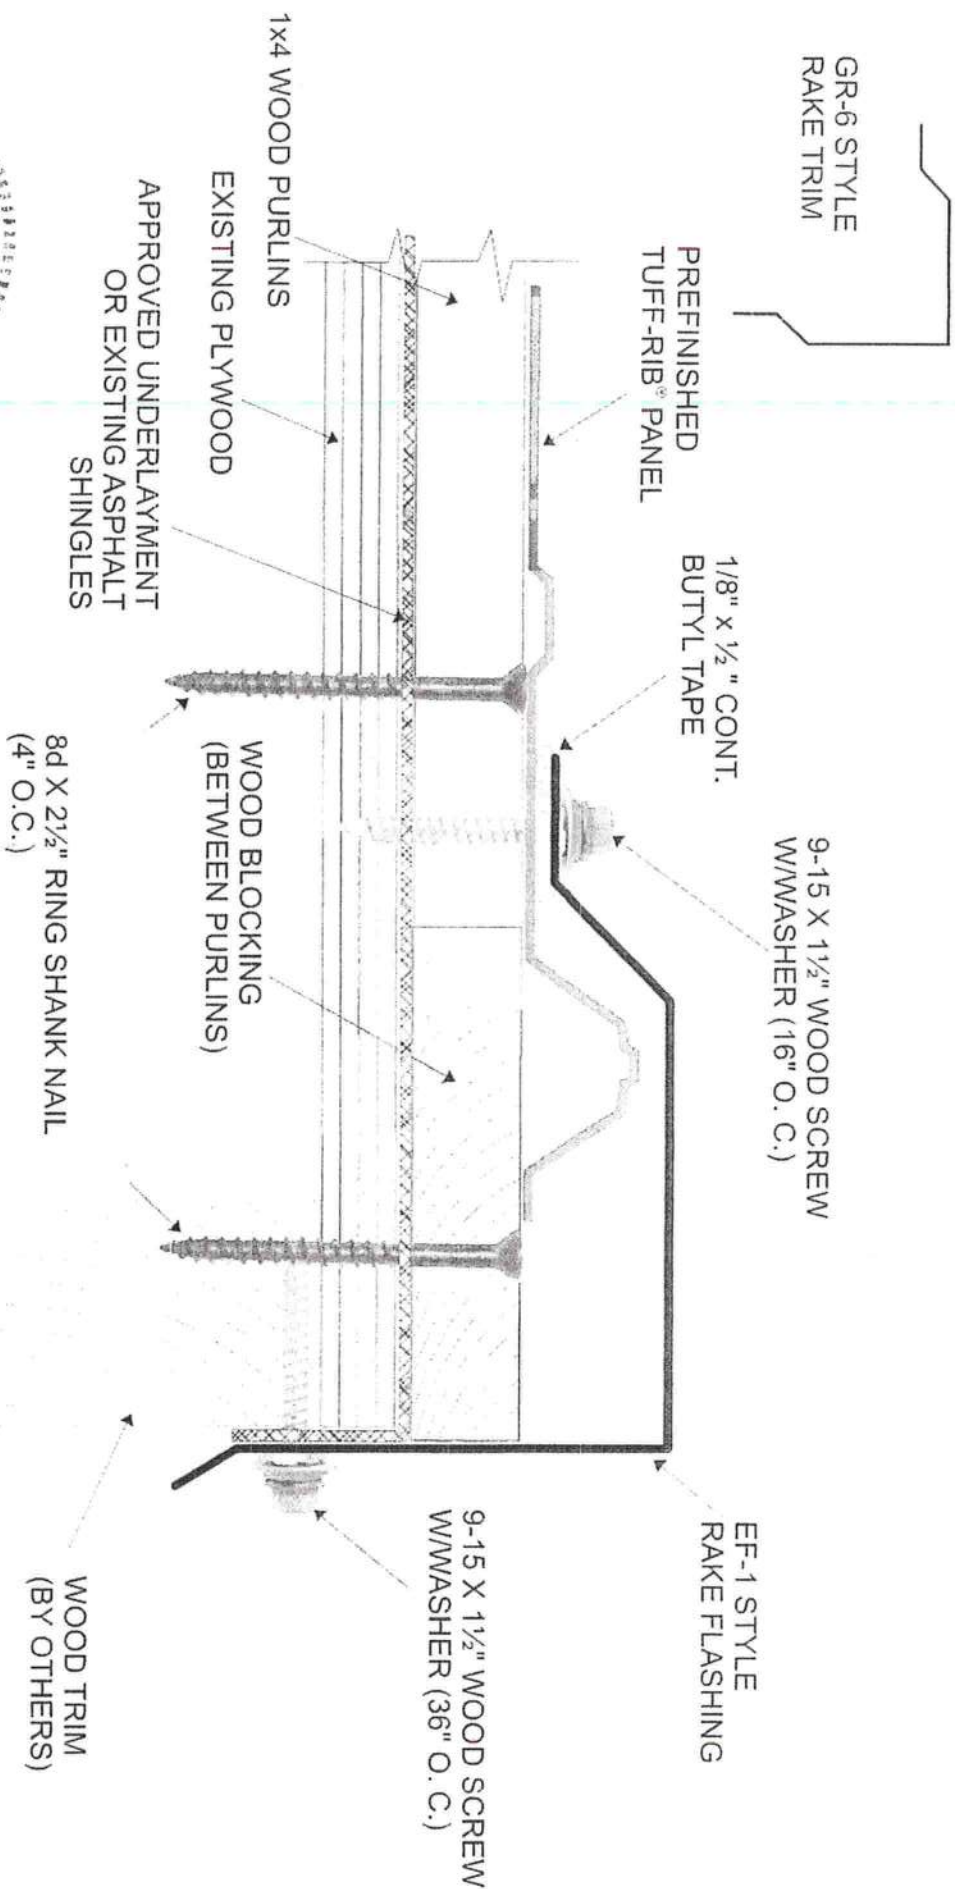 GR-6 STYLE
RAKE TRIM
PREFINISHED
TUFF-RIB® PANEL
1/8" x ½" CONT.
BUTYL TAPE
9-15 X 1½" WOOD SCREW
W/WASHER (16" O. C.)
EF-1 STYLE
RAKE FLASHING
1x4 WOOD PURLINS
EXISTING PLYWOOD
APPROVED UNDERLAYMENT
OR EXISTING ASPHALT
SHINGLES
WOOD BLOCKING
(BETWEEN PURLINS)
8d X 2½" RING SHANK NAIL
(4" O.C..)
9-15 X 1½" WOOD SCREW
W/WASHER (36" O. C.)
WOOD TRIM
(BY OTHERS)